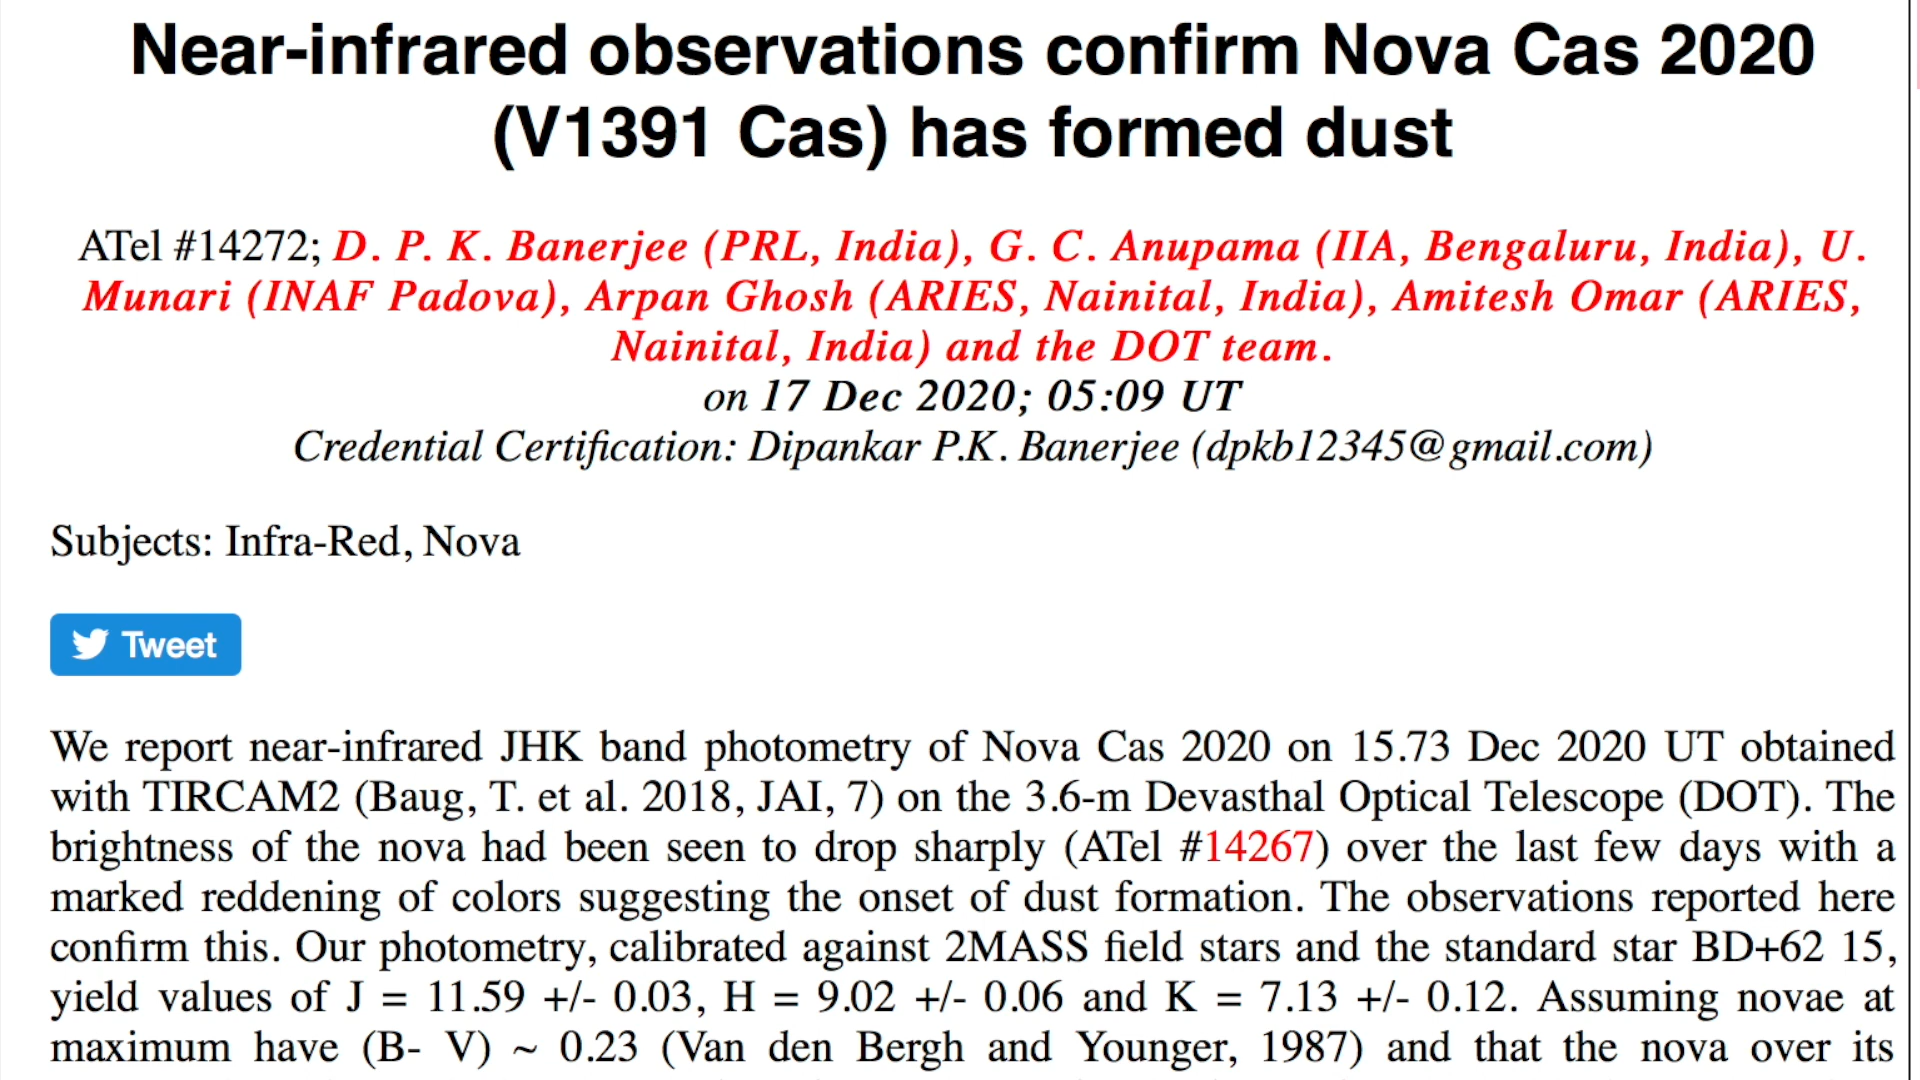 Near-infrared observations confirm Nova Cas 2020
(V1391 Cas) has formed dust
ATel #14272; D. P. K. Banerjee (PRL, India), G. C. Anupama (IIA, Bengaluru, India), U.
Munari (INAF Padova), Arpan Ghosh (ARIES, Nainital, India), Amitesh Omar (ARIES,
Nainital, India) and the DOT team.
on 17 Dec 2020; 05:09 UT
Credential Certification: Dipankar P.K. Banerjee (dpkb12345@gmail.com)
Subjects: Infra-Red, Nova
Tweet
We report near-infrared JHK band photometry of Nova Cas 2020 on 15.73 Dec 2020 UT obtained
with TIRCAM2 (Baug, T. et al. 2018, JAI, 7) on the 3.6-m Devasthal Optical Telescope (DOT). The
brightness of the nova had been seen to drop sharply (ATel #14267) over the last few days with a
marked reddening of colors suggesting the onset of dust formation. The observations reported here
confirm this. Our photometry, calibrated against 2MASS field stars and the standard star BD+62 15,
yield values of J = 11.59 +/- 0.03, H = 9.02 +/- 0.06 and K = 7.13 +/- 0.12. Assuming novae at
maximum have (B- V) ~ 0.23 (Van den Bergh and Younger, 1987) and that the nova over its